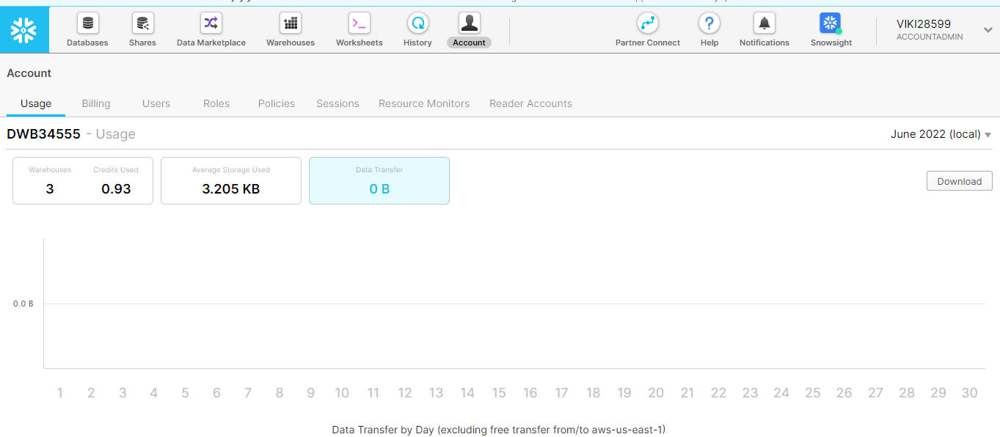 Databases Shares Data Marketplace Warehouses Worksheets History Account Partner Connect Help Notifications Snowsight
VIKI28599
ACCOUNTADMIN
Account
Usage Billing Users Roles Policies Sessions Resource Monitors Reader Accounts
DWB34555 - Usage June 2022 (local)
Warehouses Credits Used Average Storage Used Data Transfer
3 0.93 3.205 KB 0 B
Download
0.0 B
1 2 3 4 5 6 7 8 9 10 11 12 13 14 15 16 17 18 19 20 21 22 23 24 25 26 27 28 29 30
Data Transfer by Day (excluding free transfer from/to aws-us-east-1)